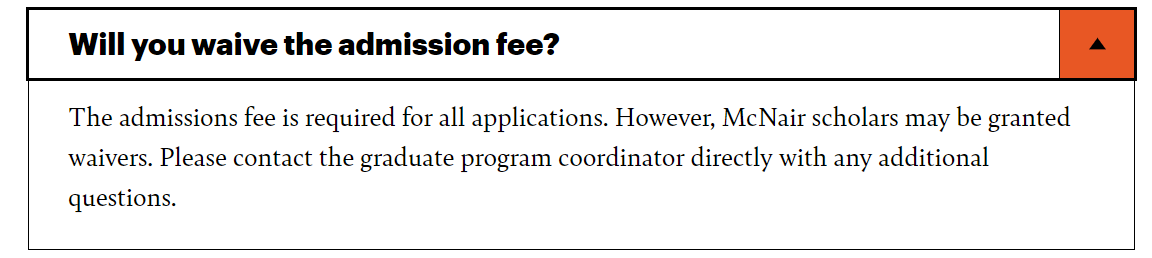 Will you waive the admission fee?
The admissions fee is required for all applications. However, McNair scholars may be granted
waivers. Please contact the graduate program coordinator directly with any additional
questions.